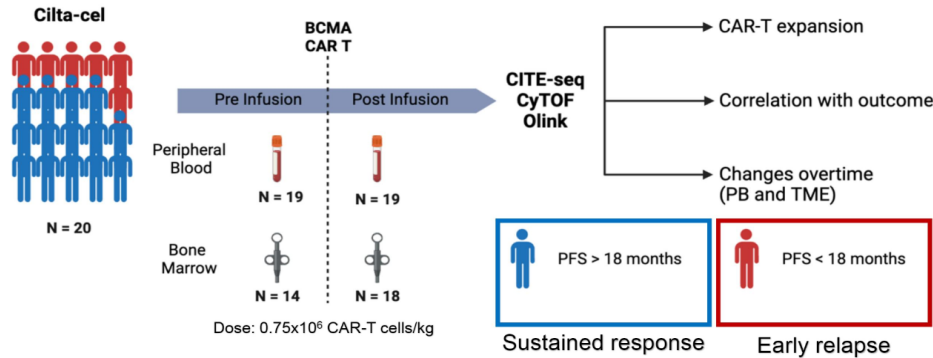 Cilta-cel
N = 20
BCMA
CAR T
Pre Infusion
Post Infusion
Peripheral
Blood
N = 19
N = 19
Bone
Marrow
N = 14
N = 18
Dose: 0.75x10⁶ CAR-T cells/kg
CITE-seq
CyTOF
Olink
CAR-T expansion
Correlation with outcome
Changes overtime
(PB and TME)
PFS > 18 months
Sustained response
PFS < 18 months
Early relapse